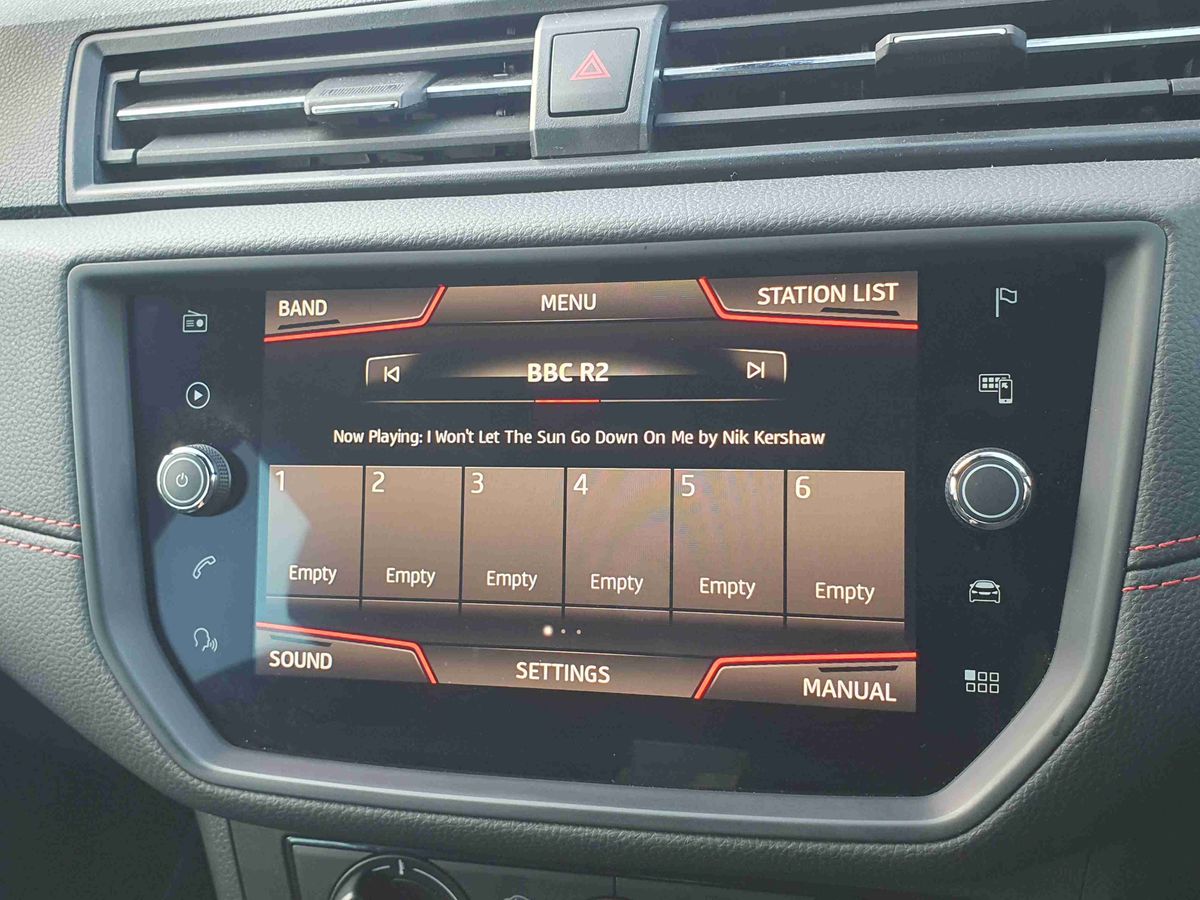 BAND MENU STATION LIST
BBC R2
Now Playing: I Won't Let The Sun Go Down On Me by Nik Kershaw
1 2 3 4 5 6
Empty Empty Empty Empty Empty Empty
SOUND SETTINGS MANUAL